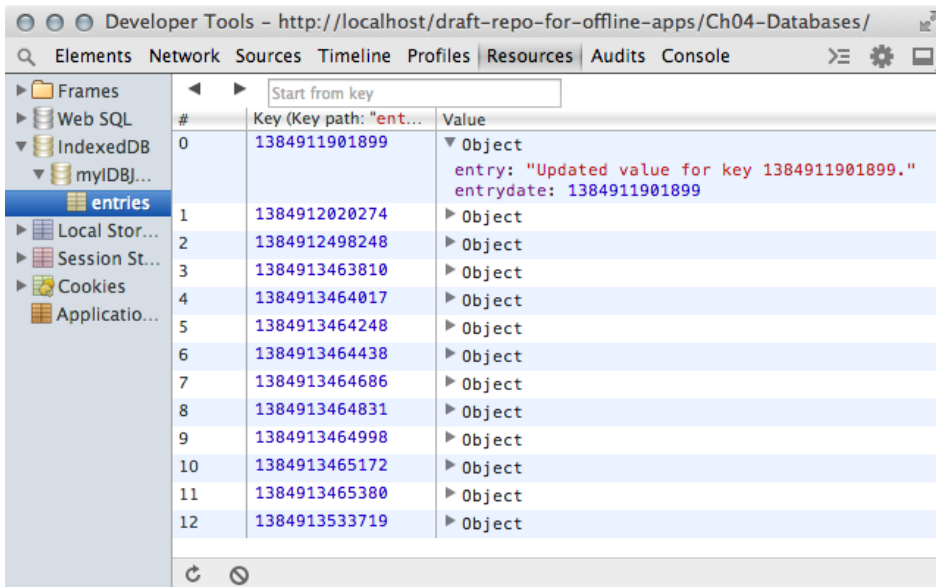 Developer Tools – http://localhost/draft-repo-for-offline-apps/Ch04-Databases/
Elements Network Sources Timeline Profiles Resources Audits Console
Frames
Web SQL
IndexedDB
myIDBJ...
entries
Local Stor...
Session St...
Cookies
Applicatio...
Start from key
# Key (Key path: "ent... Value
0 1384911901899 Object
entry: "Updated value for key 1384911901899."
entrydate: 1384911901899
1 1384912020274 Object
2 1384912498248 Object
3 1384913463810 Object
4 1384913464017 Object
5 1384913464248 Object
6 1384913464438 Object
7 1384913464686 Object
8 1384913464831 Object
9 1384913464998 Object
10 1384913465172 Object
11 1384913465380 Object
12 1384913533719 Object